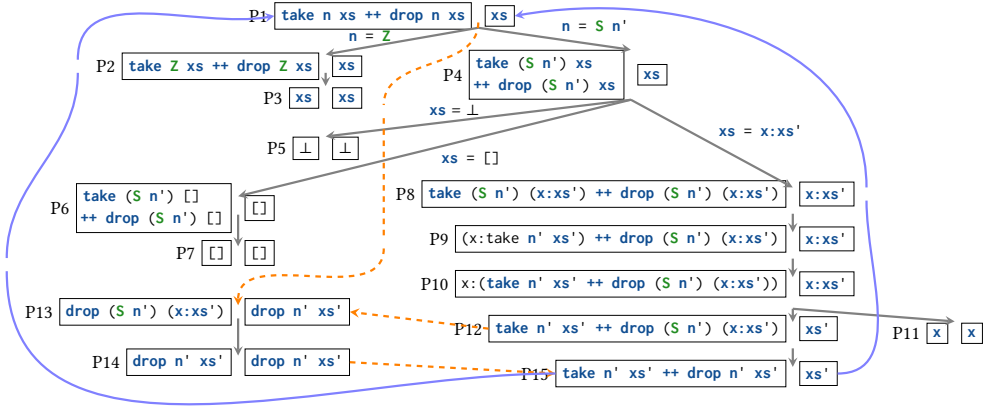 P1 take n xs ++ drop n xs xs
n = Z
n = S n'
P2 take Z xs ++ drop Z xs xs
P4 take (S n') xs
++ drop (S n') xs
xs
P3 xs xs
xs = ⊥
xs = x:xs'
P5 ⊥ ⊥
xs = []
P6 take (S n') []
++ drop (S n') []
[]
P8 take (S n') (x:xs') ++ drop (S n') (x:xs') x:xs'
P7 [] []
P9 (x:take n' xs') ++ drop (S n') (x:xs') x:xs'
P10 x:(take n' xs' ++ drop (S n') (x:xs')) x:xs'
P13 drop (S n') (x:xs') drop n' xs'
P12 take n' xs' ++ drop (S n') (x:xs') xs'
P11 x x
P14 drop n' xs' drop n' xs'
P15 take n' xs' ++ drop n' xs' xs'